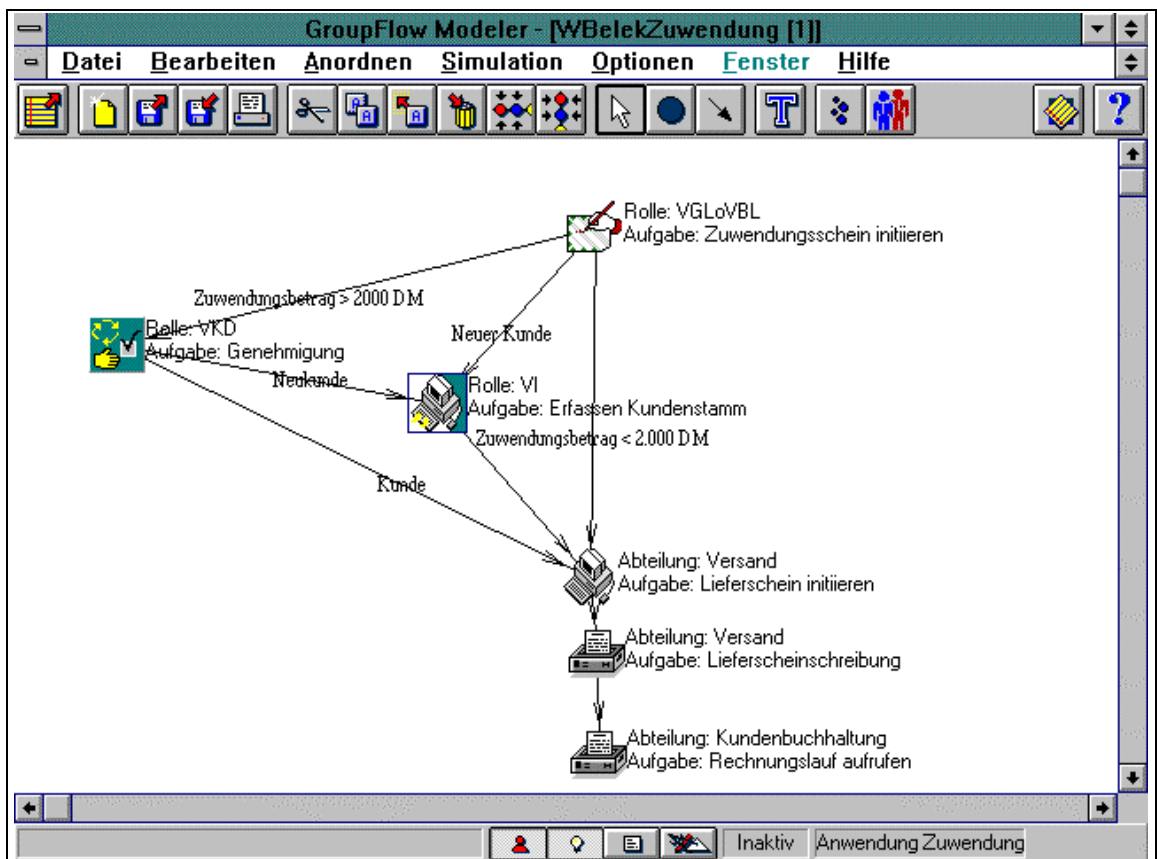 GroupFlow Modeler - [WBelekZuwendung [1]]
Datei Bearbeiten Anordnen Simulation Optionen Fenster Hilfe
Rolle: VGLoVBL
Aufgabe: Zuwendungsschein initiieren
Zuwendungsbetrag > 2000 DM
Rolle: VKD
Aufgabe: Genehmigung
Neuer Kunde
Neukunde
Rolle: VI
Aufgabe: Erfassen Kundenstamm
Zuwendungsbetrag < 2.000 DM
Kunde
Abteilung: Versand
Aufgabe: Lieferschein initiieren
Abteilung: Versand
Aufgabe: Lieferscheinschreibung
Abteilung: Kundenbuchhaltung
Aufgabe: Rechnungslauf aufrufen
Inaktiv Anwendung Zuwendung